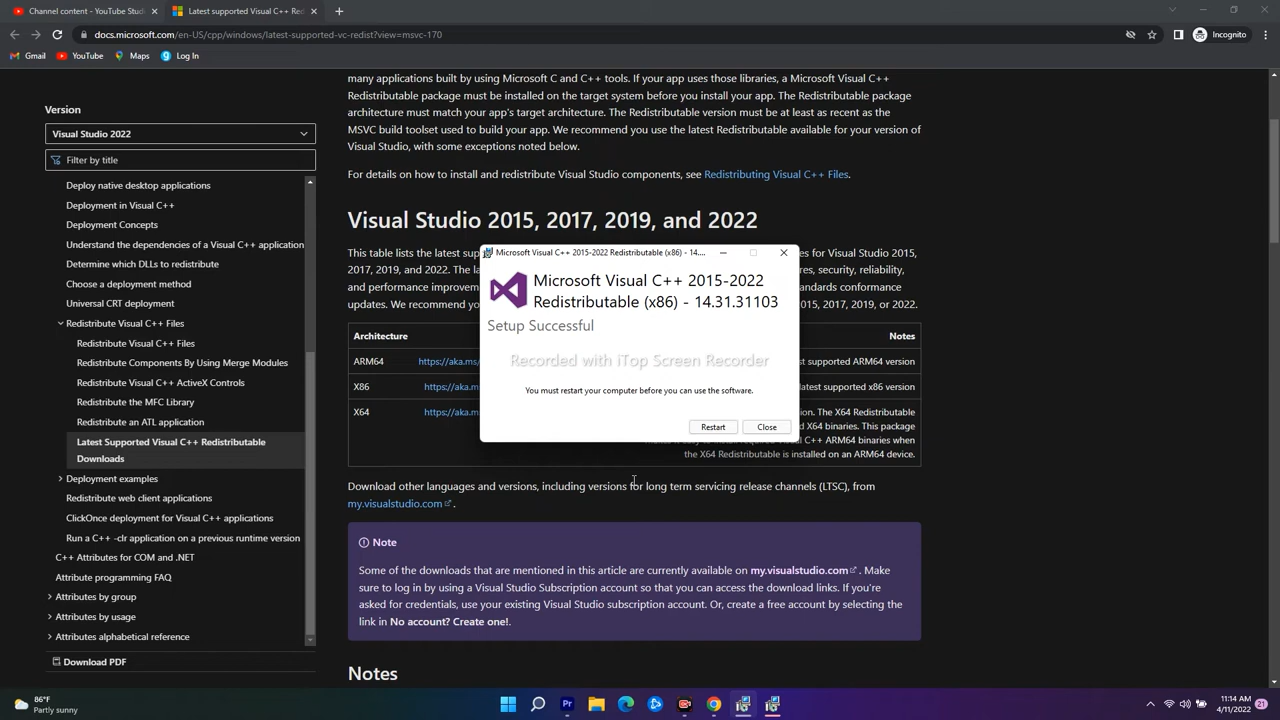 Channel content - YouTube Studi
Latest supported Visual C++ Red
docs.microsoft.com/en-US/cpp/windows/latest-supported-vc-redist?view=msvc-170
Incognito
Gmail
YouTube
Maps
Log In
Version
Visual Studio 2022
Filter by title
Deploy native desktop applications
Deployment in Visual C++
Deployment Concepts
Understand the dependencies of a Visual C++ application
Determine which DLLs to redistribute
Choose a deployment method
Universal CRT deployment
Redistribute Visual C++ Files
Redistribute Visual C++ Files
Redistribute Components By Using Merge Modules
Redistribute Visual C++ ActiveX Controls
Redistribute the MFC Library
Redistribute an ATL application
Latest Supported Visual C++ Redistributable
Downloads
Deployment examples
Redistribute web client applications
ClickOnce deployment for Visual C++ applications
Run a C++ -clr application on a previous runtime version
C++ Attributes for COM and .NET
Attribute programming FAQ
Attributes by group
Attributes by usage
Attributes alphabetical reference
Download PDF
many applications built by using Microsoft C and C++ tools. If your app uses those libraries, a Microsoft Visual C++
Redistributable package must be installed on the target system before you install your app. The Redistributable package
architecture must match your app's target architecture. The Redistributable version must be at least as recent as the
MSVC build toolset used to build your app. We recommend you use the latest Redistributable available for your version of
Visual Studio, with some exceptions noted below.
For details on how to install and redistribute Visual Studio components, see Redistributing Visual C++ Files.
Visual Studio 2015, 2017, 2019, and 2022
This table lists the
es for Visual Studio 2015,
2017, 2019, and 2022. The la
ures, security, reliability,
and performance improvem
tandards conformance
updates. We recommend yo
2015, 2017, 2019, or 2022.
Architecture
Notes
ARM64
https://aka.ms
test supported ARM64 version
X86
https://aka.m
latest supported x86 version
X64
https://aka.m
on. The X64 Redistributable
d X64 binaries. This package
C++ ARM64 binaries when
the X64 Redistributable is installed on an ARM64 device.
Microsoft Visual C++ 2015-2022 Redistributable (x86) - 14....
Microsoft Visual C++ 2015-2022
Redistributable (x86) - 14.31.31103
Setup Successful
Recorded with iTop Screen Recorder
You must restart your computer before you can use the software.
Restart
Close
Download other languages and versions, including versions for long term servicing release channels (LTSC), from
my.visualstudio.com .
Note
Some of the downloads that are mentioned in this article are currently available on my.visualstudio.com . Make
sure to log in by using a Visual Studio Subscription account so that you can access the download links. If you're
asked for credentials, use your existing Visual Studio subscription account. Or, create a free account by selecting the
link in No account? Create one!.
Notes
86°F
Partly sunny
Pr
11:14 AM
4/11/2022
21